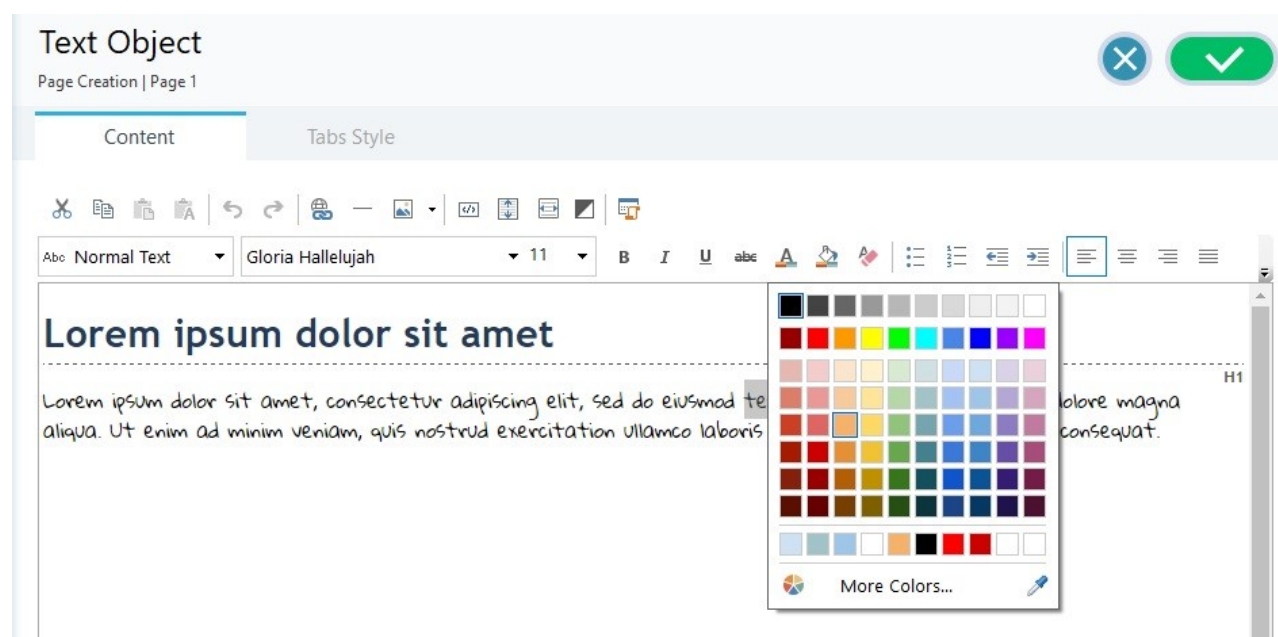 Text Object
Page Creation | Page 1
Content Tabs Style
Abc Normal Text Gloria Hallelujah 11 B I U abc A
Lorem ipsum dolor sit amet
H1
Lorem ipsum dolor sit amet, consectetur adipiscing elit, sed do eiusmod te olore magna
aliqua. Ut enim ad minim veniam, quis nostrud exercitation ullamco laboris consequat.
More Colors...